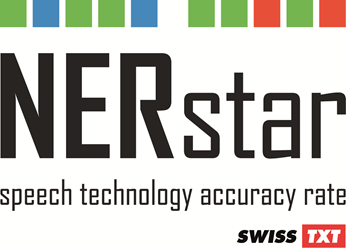 NERstar
speech technology accuracy rate
SWISS TXT